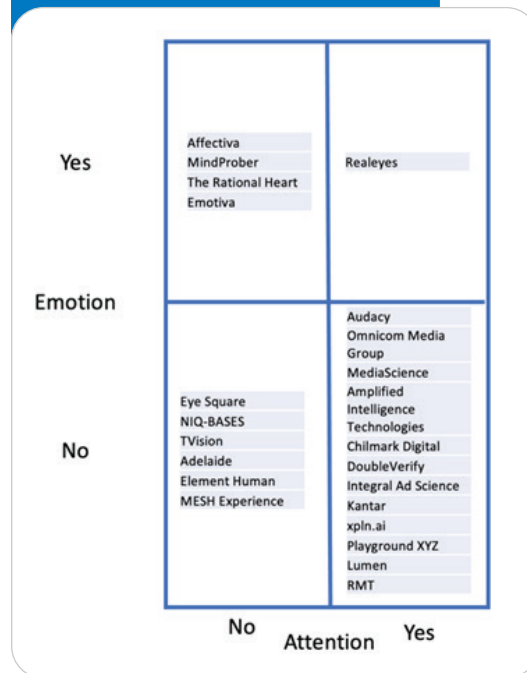 Yes
Affectiva
MindProber
The Rational Heart
Emotiva
Realeyes
Emotion
No
Eye Square
NIQ-BASES
TVision
Adelaide
Element Human
MESH Experience
Audacy
Omnicom Media
Group
MediaScience
Amplified
Intelligence
Technologies
Chilmark Digital
DoubleVerify
Integral Ad Science
Kantar
xpln.ai
Playground XYZ
Lumen
RMT
No
Attention
Yes